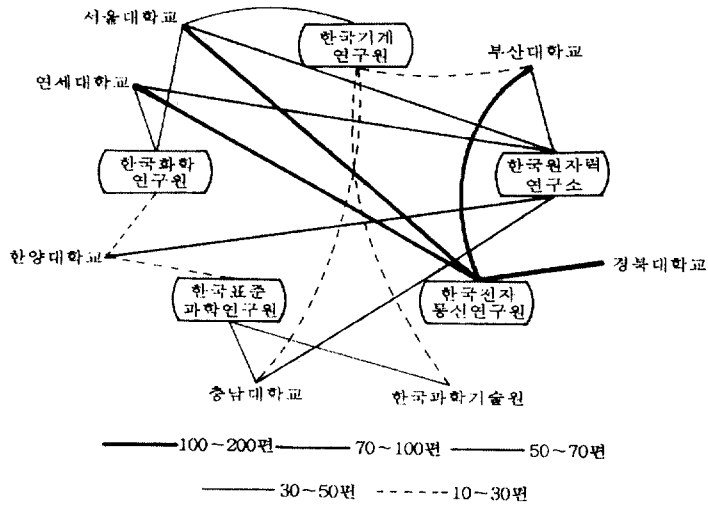 서울대학교
한국기계
연구원
부산대학교
연세대학교
한국화학
연구원
한국원자력
연구소
한양대학교
경북대학교
한국표준
과학연구원
한국전자
통신연구원
충남대학교
한국과학기술원
100~200편
70~100편
50~70편
30~50편
10~30편